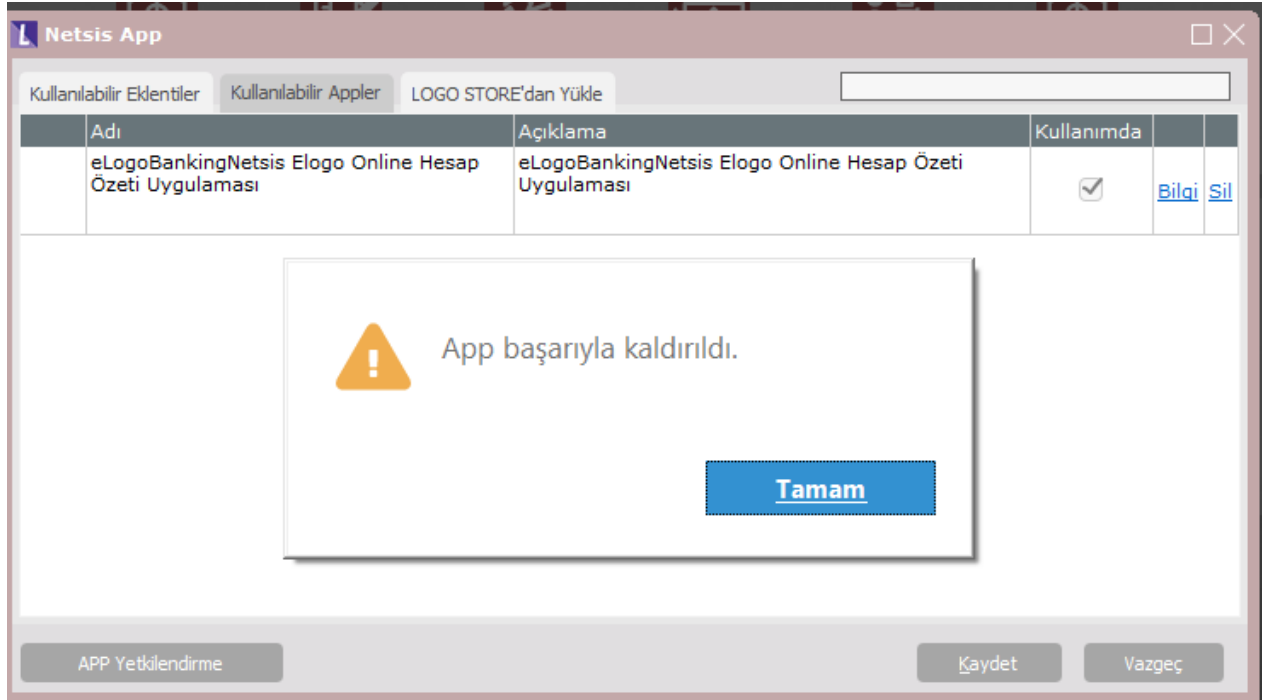 Netsis App
Kullanılabilir Eklentiler Kullanılabilir Appler LOGO STORE'dan Yükle
Adı Açıklama Kullanımda
eLogoBankingNetsis Elogo Online Hesap Özeti Uygulaması eLogoBankingNetsis Elogo Online Hesap Özeti Uygulaması Bilgi Sil
App başarıyla kaldırıldı.
Tamam
APP Yetkilendirme Kaydet Vazgeç